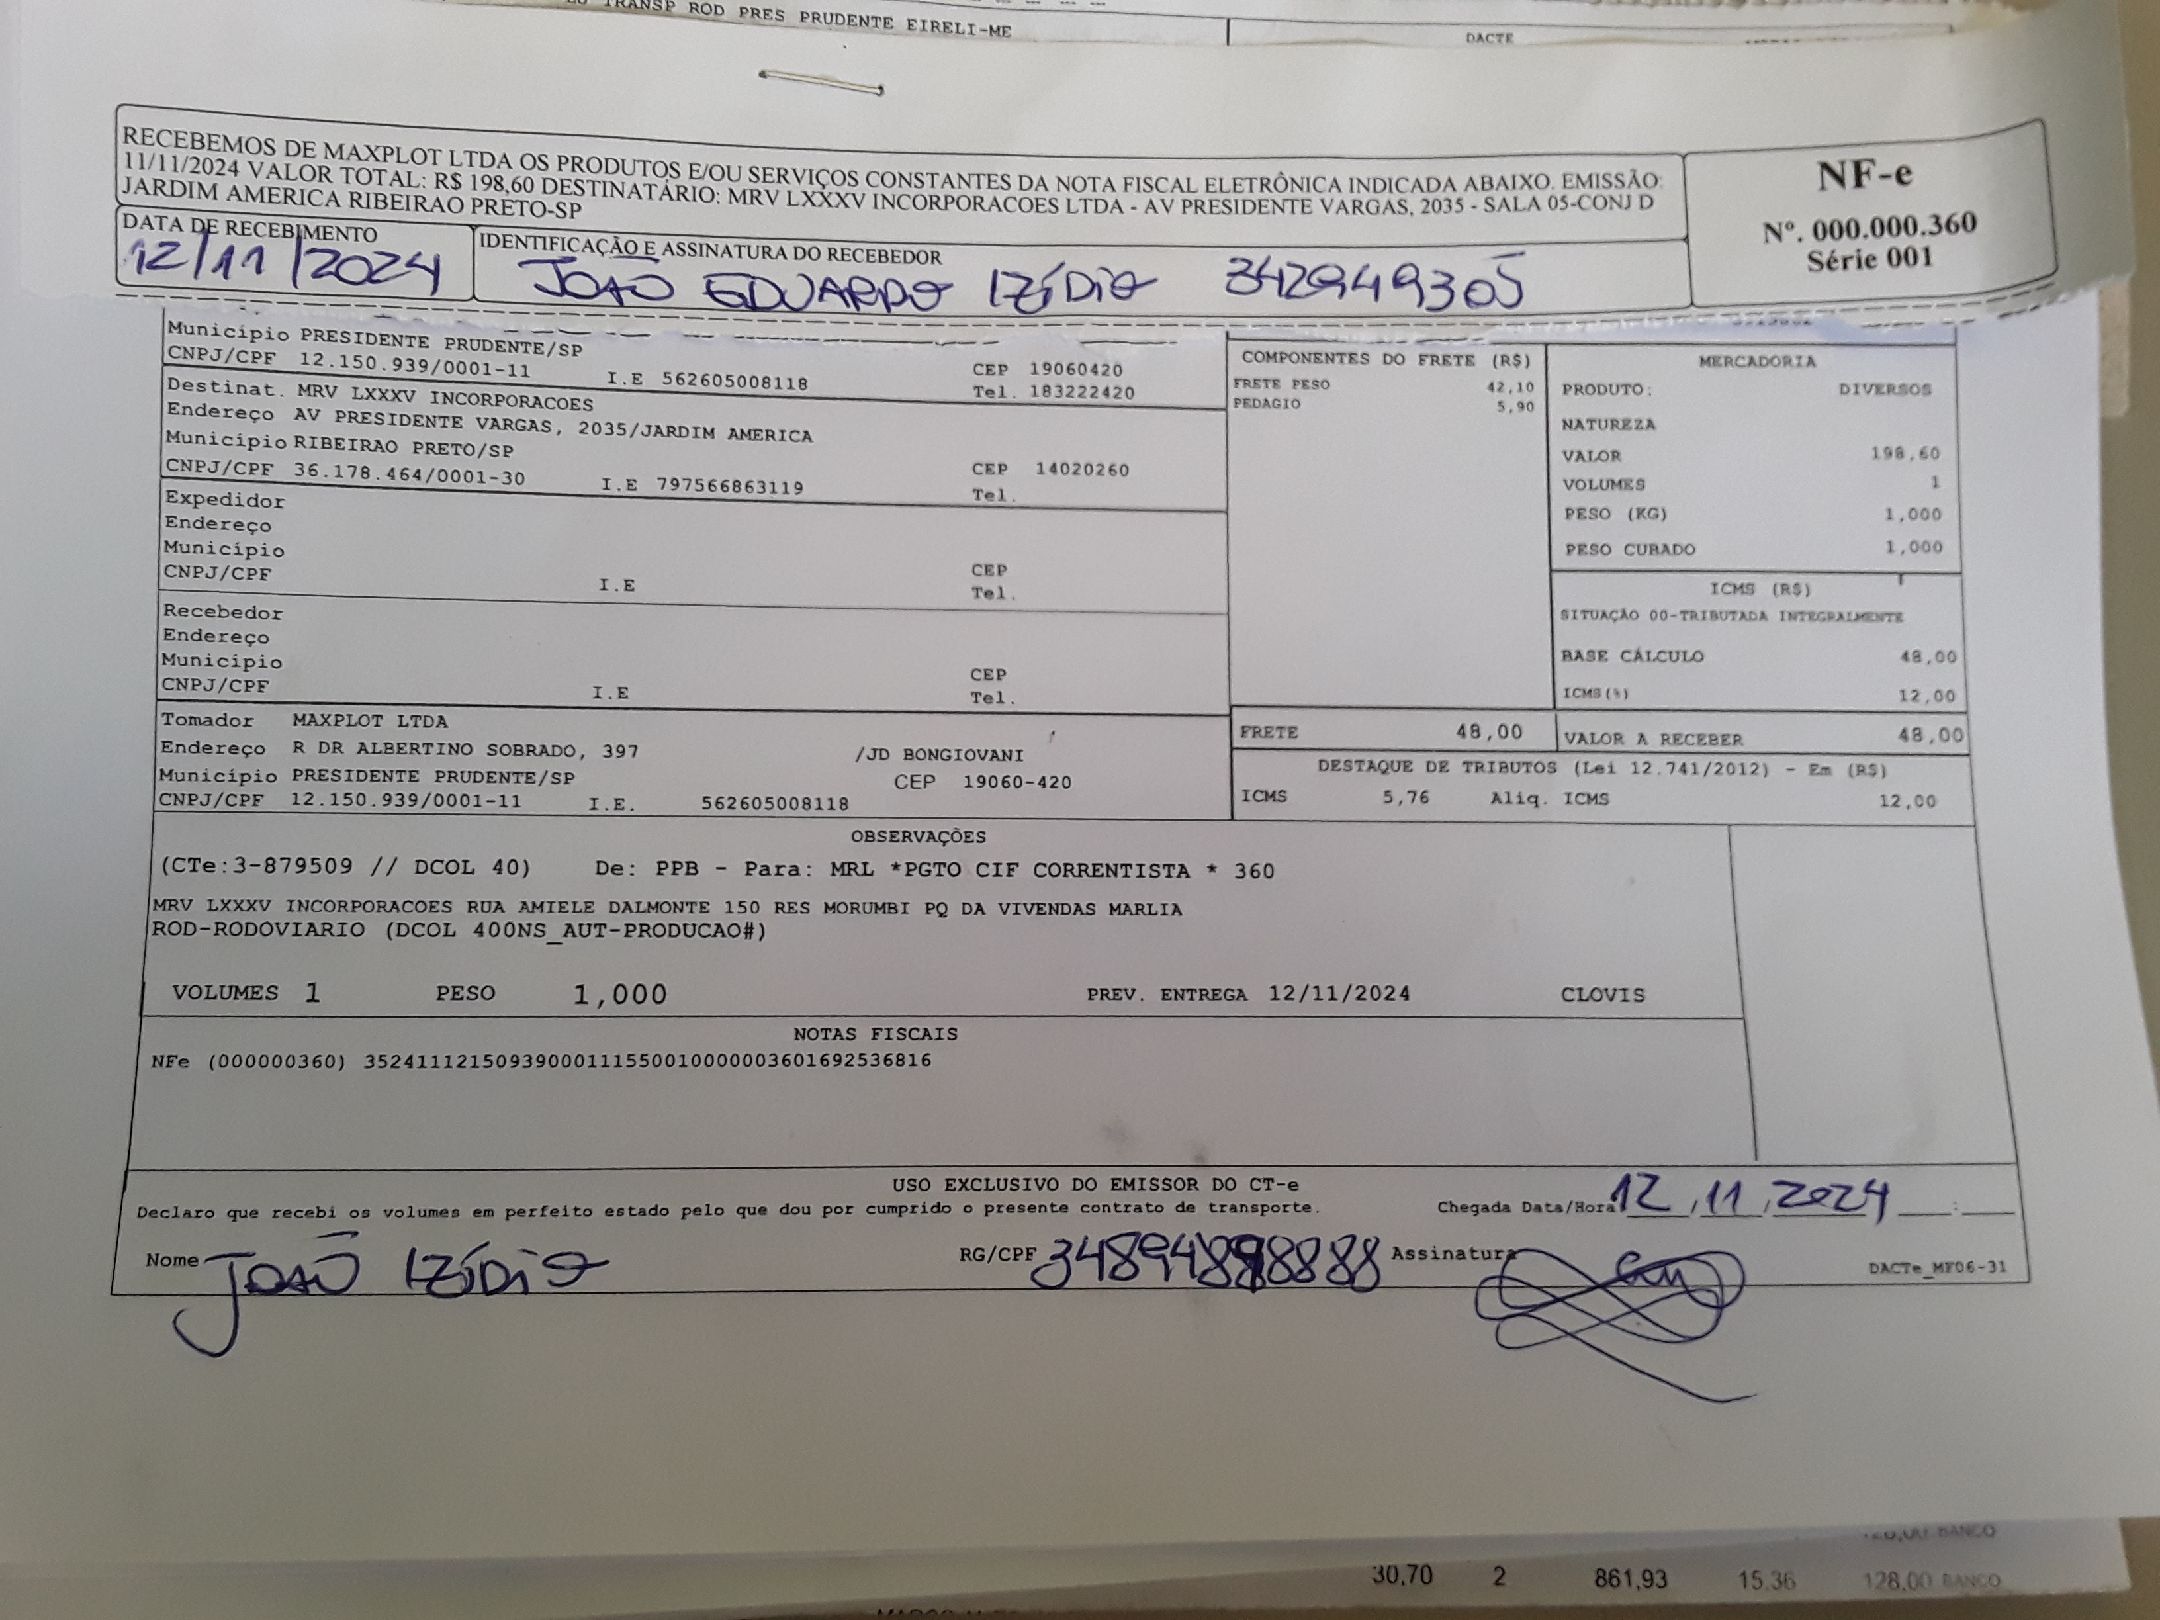 TRANSP ROD PRES PRUDENTE EIRELI-ME
DACTE
RECEBEMOS DE MAXPLOT LTDA OS PRODUTOS E/OU SERVIÇOS CONSTANTES DA NOTA FISCAL ELETRÔNICA INDICADA ABAIXO. EMISSÃO:
11/11/2024 VALOR TOTAL: R$ 198,60 DESTINATÁRIO: MRV LXXXV INCORPORACOES LTDA - AV PRESIDENTE VARGAS, 2035 - SALA 05-CONJ D
JARDIM AMERICA RIBEIRAO PRETO-SP
NF-e
Nº. 000.000.360
Série 001
DATA DE RECEBIMENTO
12/11/2024
IDENTIFICAÇÃO E ASSINATURA DO RECEBEDOR
JOÃO EDUARDO IZÍDIO 342949305
Município PRESIDENTE PRUDENTE/SP CEP 19060420
CNPJ/CPF 12.150.939/0001-11 I.E 562605008118 Tel. 183222420
Destinat. MRV LXXXV INCORPORACOES
Endereço AV PRESIDENTE VARGAS, 2035/JARDIM AMERICA
Município RIBEIRAO PRETO/SP CEP 14020260
CNPJ/CPF 36.178.464/0001-30 I.E 797566863119 Tel.
Expedidor
Endereço
Município CEP
CNPJ/CPF I.E Tel.
Recebedor
Endereço
Município CEP
CNPJ/CPF I.E Tel.
Tomador MAXPLOT LTDA
Endereço R DR ALBERTINO SOBRADO, 397 /JD BONGIOVANI
Município PRESIDENTE PRUDENTE/SP CEP 19060-420
CNPJ/CPF 12.150.939/0001-11 I.E. 562605008118
COMPONENTES DO FRETE (R$)
FRETE PESO 42,10
PEDAGIO 5,90
MERCADORIA
PRODUTO: DIVERSOS
NATUREZA
VALOR 198,60
VOLUMES 1
PESO (KG) 1,000
PESO CUBADO 1,000
ICMS (R$)
SITUAÇÃO 00-TRIBUTADA INTEGRALMENTE
BASE CÁLCULO 48,00
ICMS(%) 12,00
FRETE 48,00 VALOR A RECEBER 48,00
DESTAQUE DE TRIBUTOS (Lei 12.741/2012) - Em (R$)
ICMS 5,76 Aliq. ICMS 12,00
OBSERVAÇÕES
(CTe:3-879509 // DCOL 40) De: PPB - Para: MRL *PGTO CIF CORRENTISTA * 360
MRV LXXXV INCORPORACOES RUA AMIELE DALMONTE 150 RES MORUMBI PQ DA VIVENDAS MARLIA
ROD-RODOVIARIO (DCOL 400NS_AUT-PRODUCAO#)
VOLUMES 1 PESO 1,000 PREV. ENTREGA 12/11/2024 CLOVIS
NOTAS FISCAIS
NFe (000000360) 35241112150939000111550010000003601692536816
USO EXCLUSIVO DO EMISSOR DO CT-e
Declaro que recebi os volumes em perfeito estado pelo que dou por cumprido o presente contrato de transporte. Chegada Data/Hora 12/11/2024 __:__
Nome JOÃO IZÍDIO RG/CPF Assinatura DACTe_MF06-31
128,00 BANCO
30,70 2 861,93 15,36 128,00 BANCO